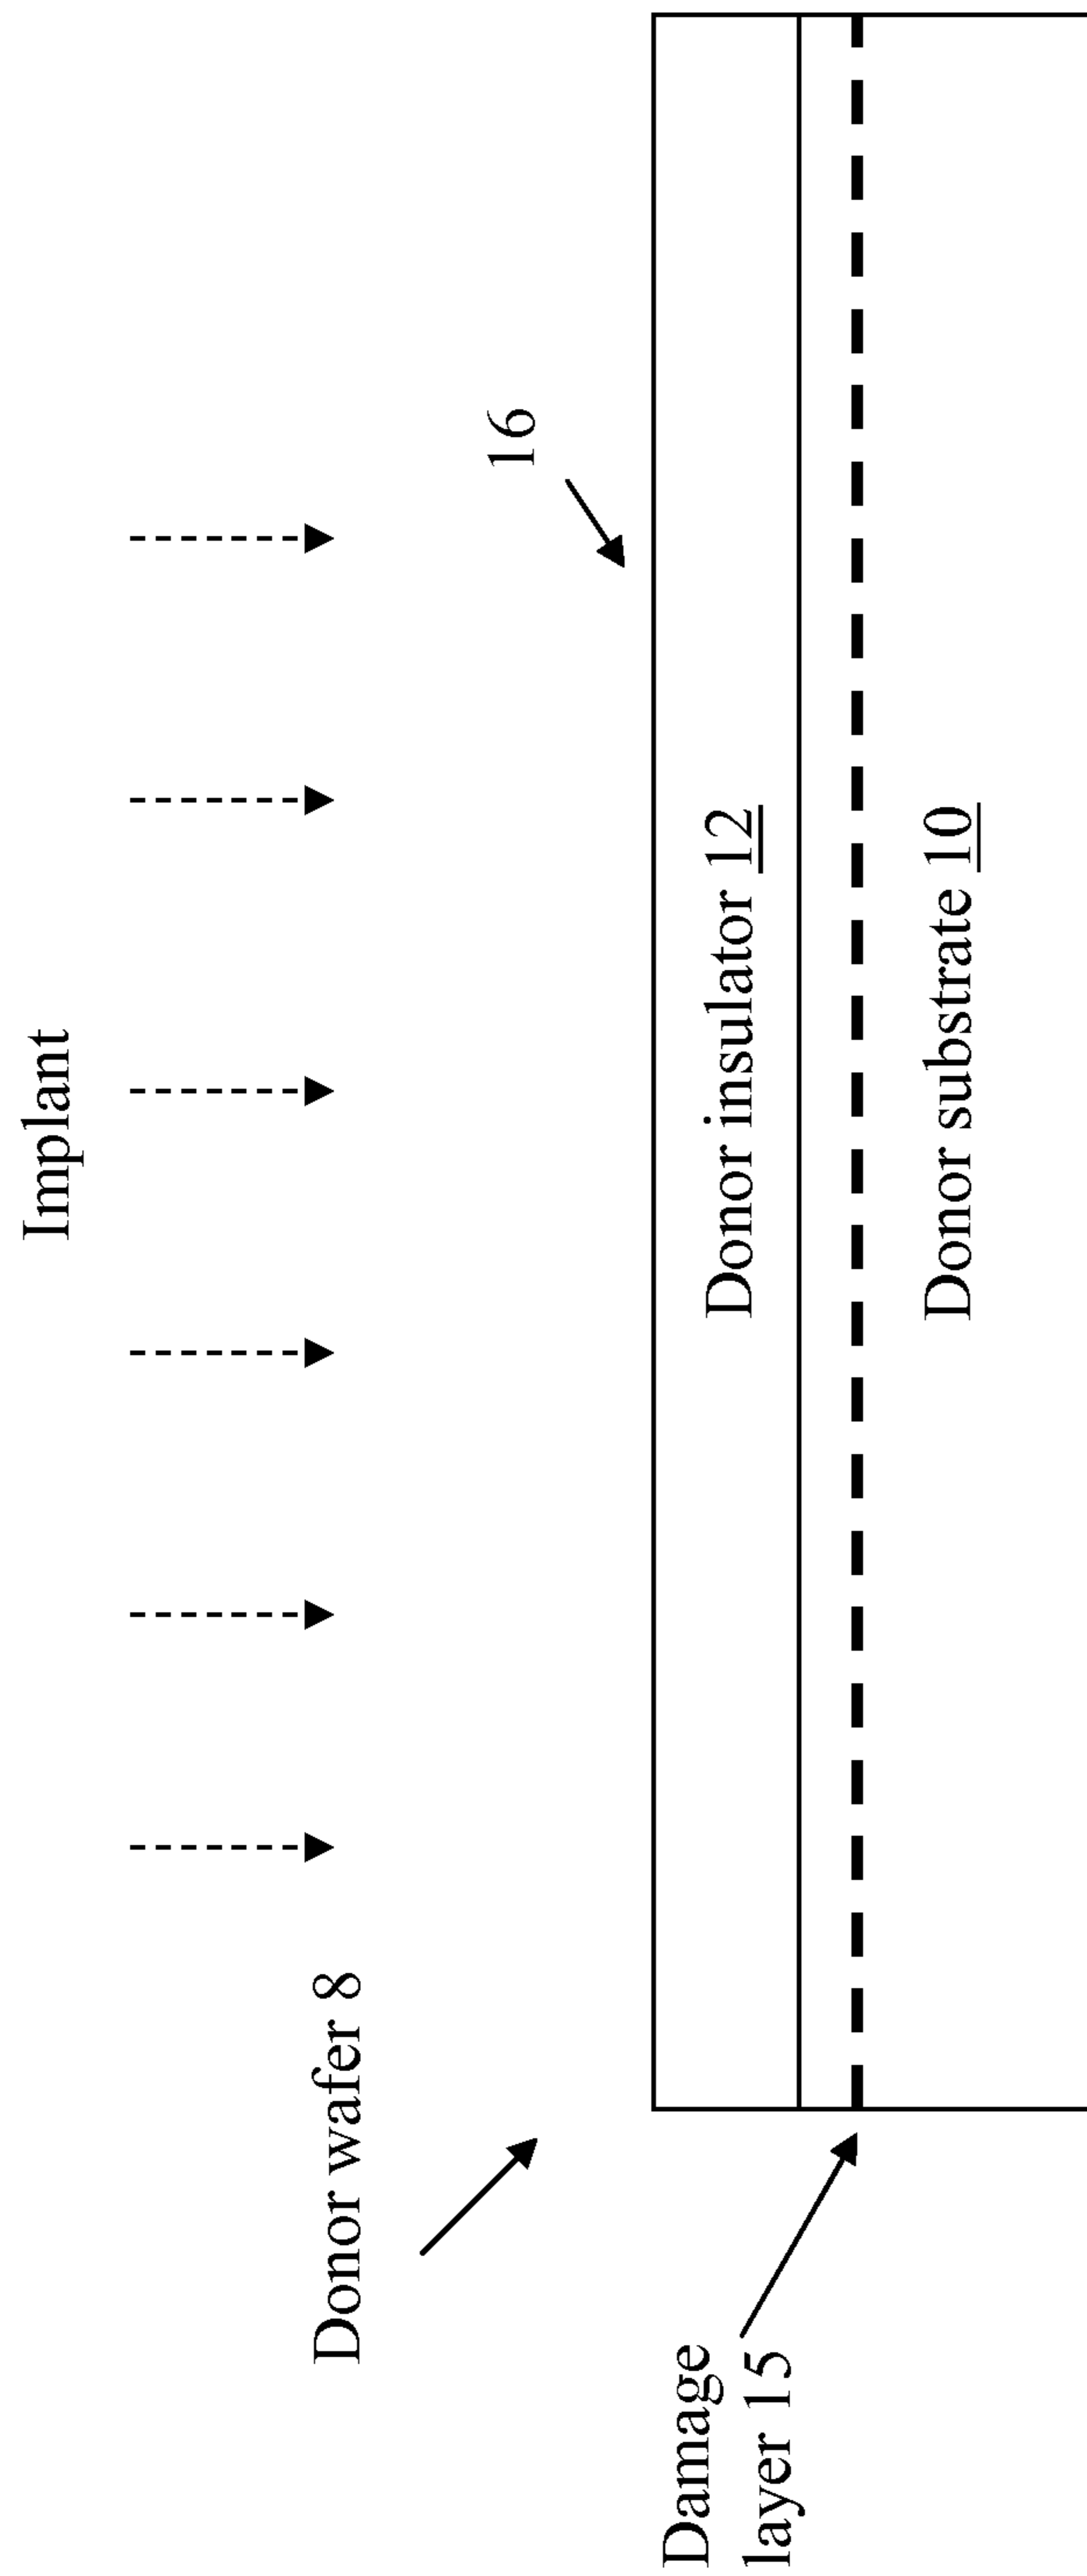 Implant
Donor wafer 8
16
Donor insulator 12
Damage
layer 15
Donor substrate 10